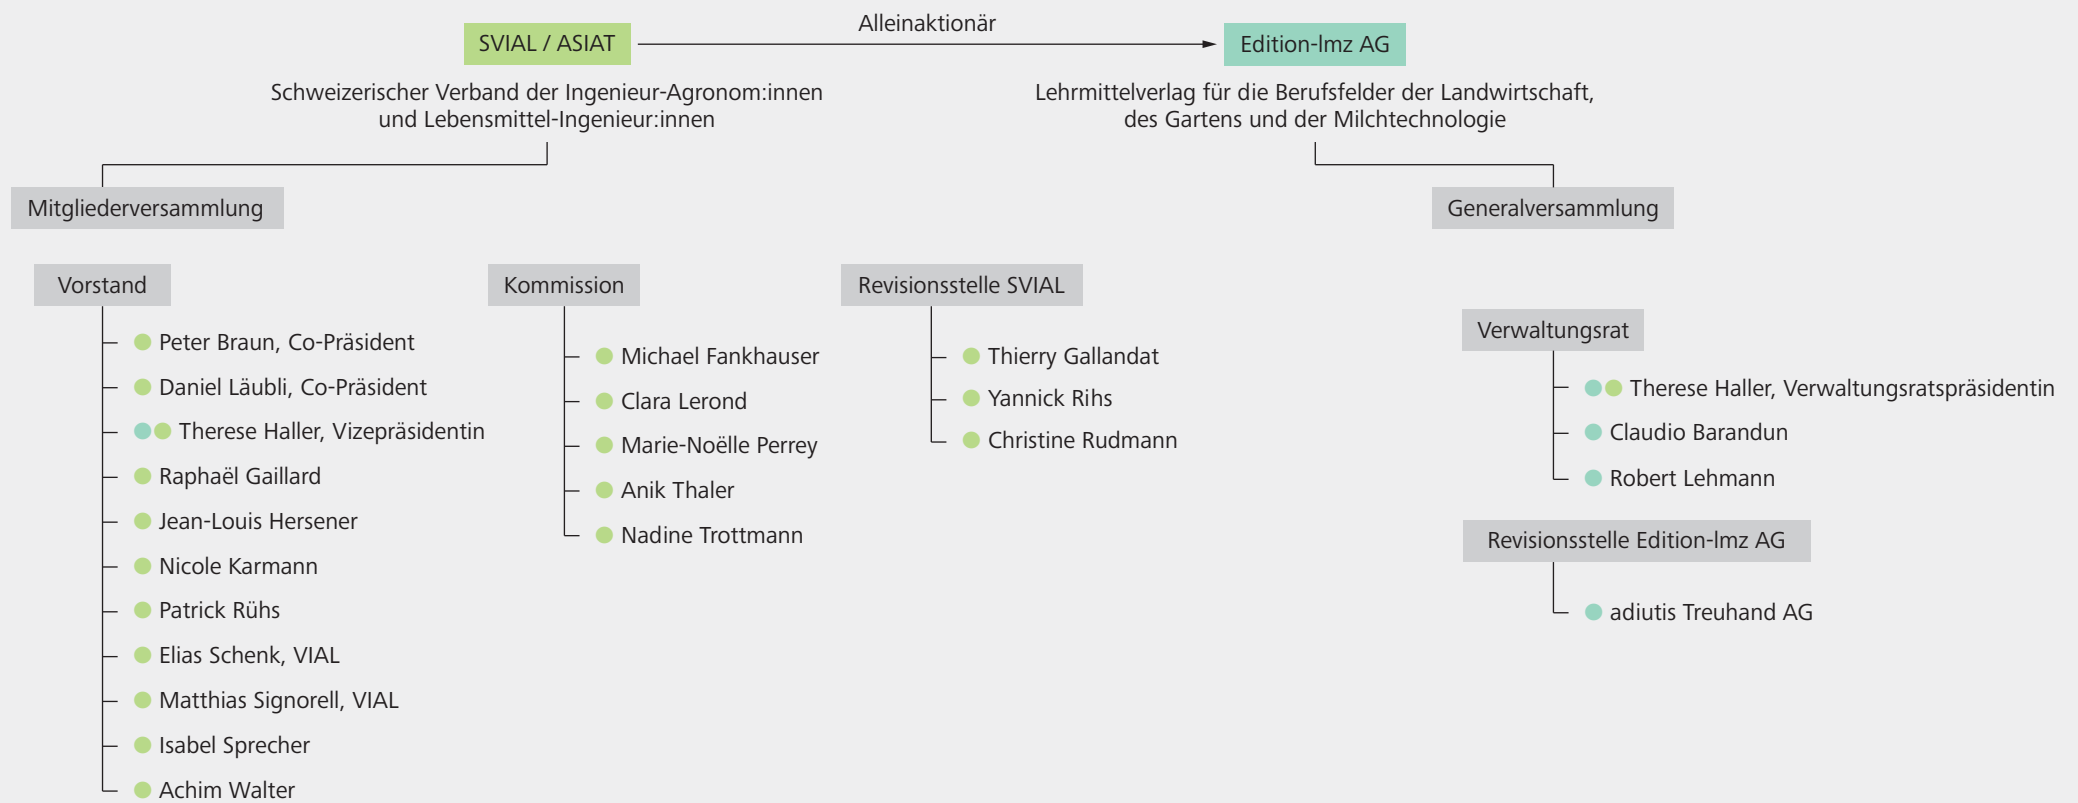 Alleinaktionär
SVIAL / ASIAT
Edition-lmz AG
Schweizerischer Verband der Ingenieur-Agronom:innen
und Lebensmittel-Ingenieur:innen
Lehrmittelverlag für die Berufsfelder der Landwirtschaft,
des Gartens und der Milchtechnologie
Mitgliederversammlung
Generalversammlung
Vorstand
Peter Braun, Co-Präsident
Daniel Läubli, Co-Präsident
Therese Haller, Vizepräsidentin
Raphaël Gaillard
Jean-Louis Hersener
Nicole Karmann
Patrick Rühs
Elias Schenk, VIAL
Matthias Signorell, VIAL
Isabel Sprecher
Achim Walter
Kommission
Michael Fankhauser
Clara Lerond
Marie-Noëlle Perrey
Anik Thaler
Nadine Trottmann
Revisionsstelle SVIAL
Thierry Gallandat
Yannick Rihs
Christine Rudmann
Verwaltungsrat
Therese Haller, Verwaltungsratspräsidentin
Claudio Barandun
Robert Lehmann
Revisionsstelle Edition-lmz AG
adiutis Treuhand AG